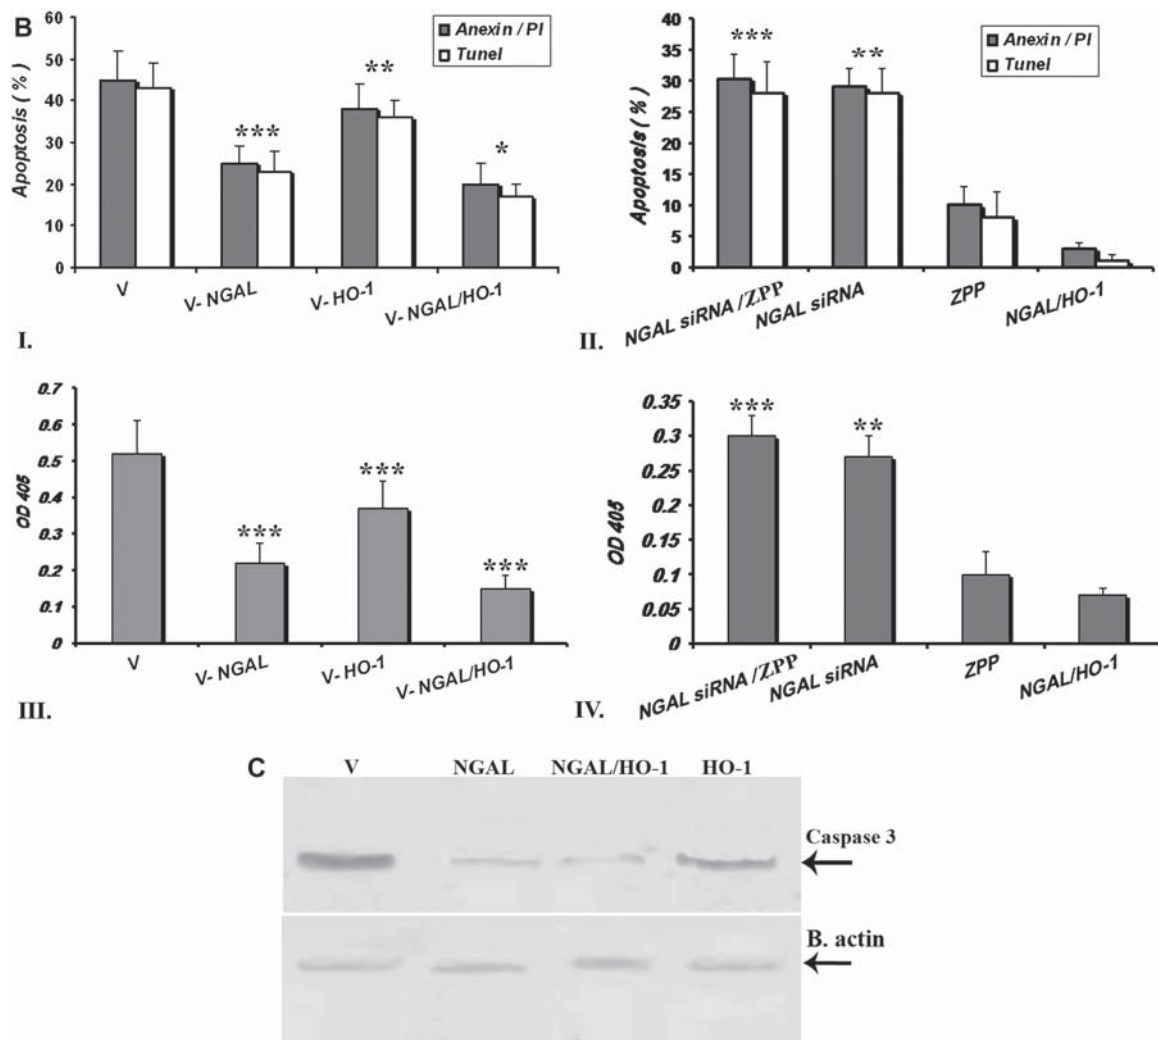 B
Apoptosis ( % )
60
50
40
30
20
10
0
Anexin / PI
Tunel
***
**
*
V
V- NGAL
V- HO-1
V- NGAL/HO-1
I.
Apoptosis ( % )
40
35
30
25
20
15
10
5
0
Anexin / PI
Tunel
***
**
NGAL siRNA /ZPP
NGAL siRNA
ZPP
NGAL/HO-1
II.
OD 405
0.7
0.6
0.5
0.4
0.3
0.2
0.1
0
***
***
***
V
V- NGAL
V- HO-1
V- NGAL/HO-1
III.
OD 405
0.35
0.3
0.25
0.2
0.15
0.1
0.05
0
***
**
NGAL siRNA /ZPP
NGAL siRNA
ZPP
NGAL/HO-1
IV.
C
V NGAL NGAL/HO-1 HO-1
Caspase 3
B. actin